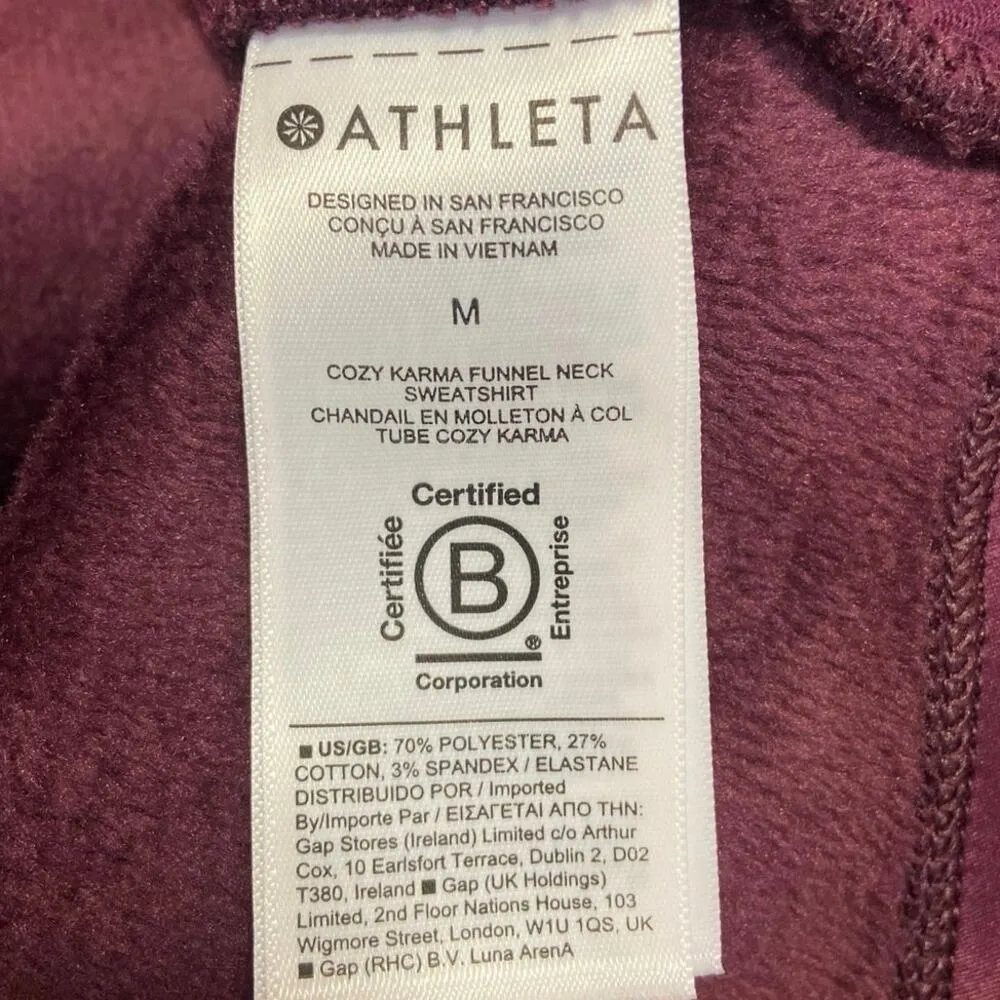 ATHLETA
DESIGNED IN SAN FRANCISCO
CONÇU À SAN FRANCISCO
MADE IN VIETNAM
M
COZY KARMA FUNNEL NECK
SWEATSHIRT
CHANDAIL EN MOLLETON À COL
TUBE COZY KARMA
Certified
Certifiée
B
Entreprise
®
Corporation
■ US/GB: 70% POLYESTER, 27%
COTTON, 3% SPANDEX / ELASTANE
DISTRIBUIDO POR / Imported
By/Importe Par / ΕΙΣΑΓΕΤΑΙ ΑΠΟ ΤΗΝ:
Gap Stores (Ireland) Limited c/o Arthur
Cox, 10 Earlsfort Terrace, Dublin 2, D02
T380, Ireland ■ Gap (UK Holdings)
Limited, 2nd Floor Nations House, 103
Wigmore Street, London, W1U 1QS, UK
■ Gap (RHC) B.V. Luna ArenA